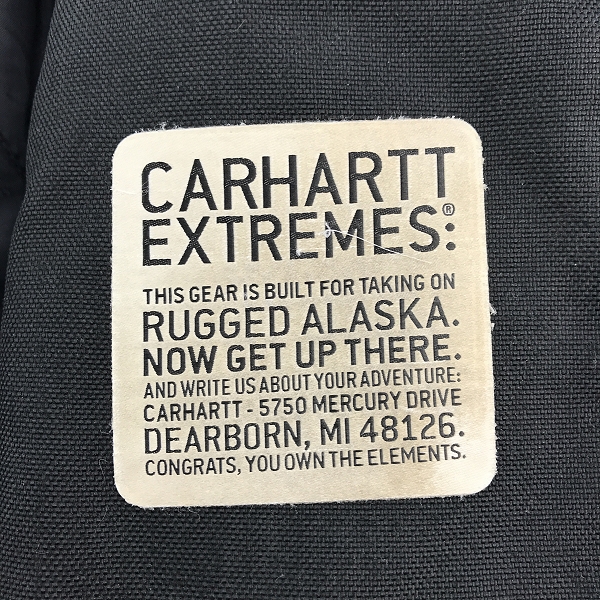 CARHARTT
EXTREMES®:
THIS GEAR IS BUILT FOR TAKING ON
RUGGED ALASKA.
NOW GET UP THERE.
AND WRITE US ABOUT YOUR ADVENTURE:
CARHARTT - 5750 MERCURY DRIVE
DEARBORN, MI 48126.
CONGRATS, YOU OWN THE ELEMENTS.